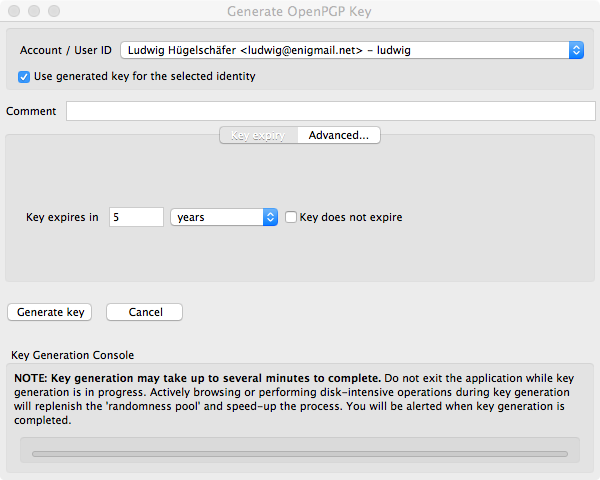 Generate OpenPGP Key
Account / User ID Ludwig Hügelschäfer <ludwig@enigmail.net> – ludwig
Use generated key for the selected identity
Comment
Key expiry Advanced...
Key expires in 5 years Key does not expire
Generate key Cancel
Key Generation Console
NOTE: Key generation may take up to several minutes to complete. Do not exit the application while key
generation is in progress. Actively browsing or performing disk-intensive operations during key generation
will replenish the 'randomness pool' and speed-up the process. You will be alerted when key generation is
completed.